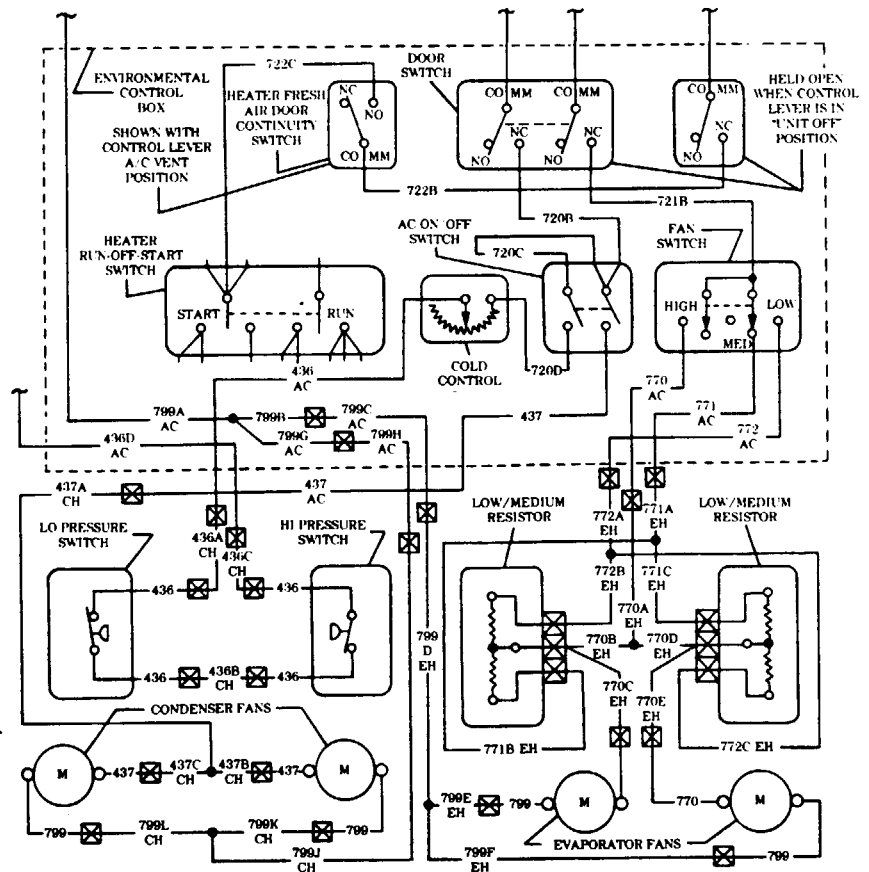 DOOR
SWITCH
722C
ENVIRONMENTAL
CONTROL
BOX
HEATER FRESH
AIR DOOR
CONTINUITY
SWITCH
NC
NO
CO MM
CO MM
CO MM
CO MM
HELD OPEN
WHEN CONTROL
LEVER IS IN
"UNIT OFF"
POSITION
SHOWN WITH
CONTROL LEVER
A/C VENT
POSITION
NO
NC
NO
NC
NO
NC
722B
721B
720B
HEATER
RUN-OFF-START
SWITCH
AC ON/OFF
SWITCH
720C
FAN
SWITCH
START
RUN
HIGH
LOW
MED
COLD
CONTROL
720D
436
AC
770
AC
771
AC
772
AC
799A
AC
799B
799C
AC
437
436D
AC
799G
AC
799H
AC
437A
CH
437
AC
LO PRESSURE
SWITCH
HI PRESSURE
SWITCH
LOW/MEDIUM
RESISTOR
LOW/MEDIUM
RESISTOR
436A
CH
436C
CH
772A
EH
771A
EH
772B
EH
771C
EH
436
436
770A
EH
799
D
EH
770B
EH
770D
EH
436
436B
CH
436
770C
EH
770E
EH
CONDENSER FANS
771B EH
772C EH
M
437
437C
CH
437B
CH
437
M
799E
EH
799
M
770
M
799
799L
CH
799K
CH
799
799J
CH
EVAPORATOR FANS
799F
EH
799